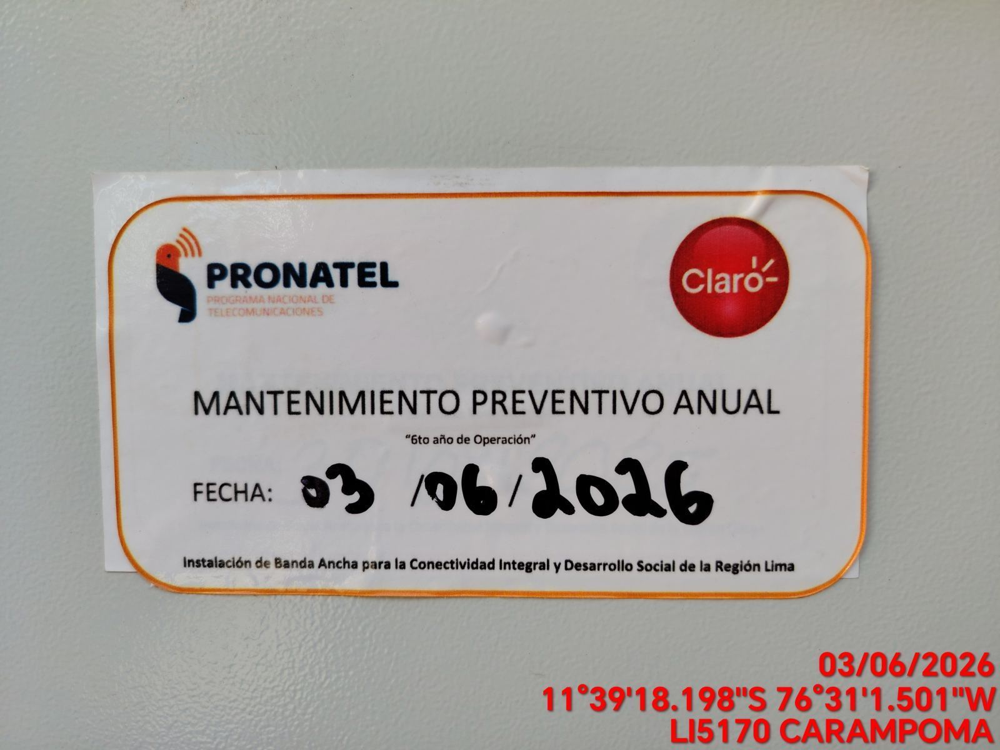 PRONATEL
PROGRAMA NACIONAL DE
TELECOMUNICACIONES
Claro
MANTENIMIENTO PREVENTIVO ANUAL
“6to año de Operación”
FECHA: 03 /06/2026
Instalación de Banda Ancha para la Conectividad Integral y Desarrollo Social de la Región Lima
03/06/2026
11°39'18.198"S 76°31'1.501"W
LI5170 CARAMPOMA